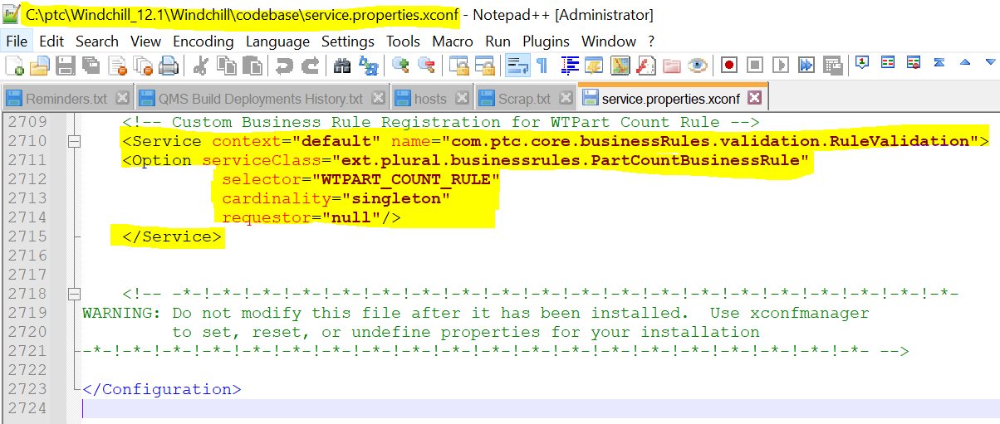 C:\ptc\Windchill_12.1\Windchill\codebase\service.properties.xconf - Notepad++ [Administrator]
File Edit Search View Encoding Language Settings Tools Macro Run Plugins Window ?
Reminders.txt QMS Build Deployments History.txt hosts Scrap.txt service.properties.xconf
2709 <!-- Custom Business Rule Registration for WTPart Count Rule -->
2710 <Service context="default" name="com.ptc.core.businessRules.validation.RuleValidation">
2711 <Option serviceClass="ext.plural.businessrules.PartCountBusinessRule"
2712 selector="WTPART_COUNT_RULE"
2713 cardinality="singleton"
2714 requestor="null"/>
2715 </Service>
2716
2717
2718 <!-- -*-!-*-!-*-!-*-!-*-!-*-!-*-!-*-!-*-!-*-!-*-!-*-!-*-!-*-!-*-!-*-!-*-!-*-!-*-
2719 WARNING: Do not modify this file after it has been installed.  Use xconfmanager
2720 to set, reset, or undefine properties for your installation
2721 -*-!-*-!-*-!-*-!-*-!-*-!-*-!-*-!-*-!-*-!-*-!-*-!-*-!-*-!-*-!-*-!-*-!-*-!-*-!-*- -->
2722
2723 </Configuration>
2724